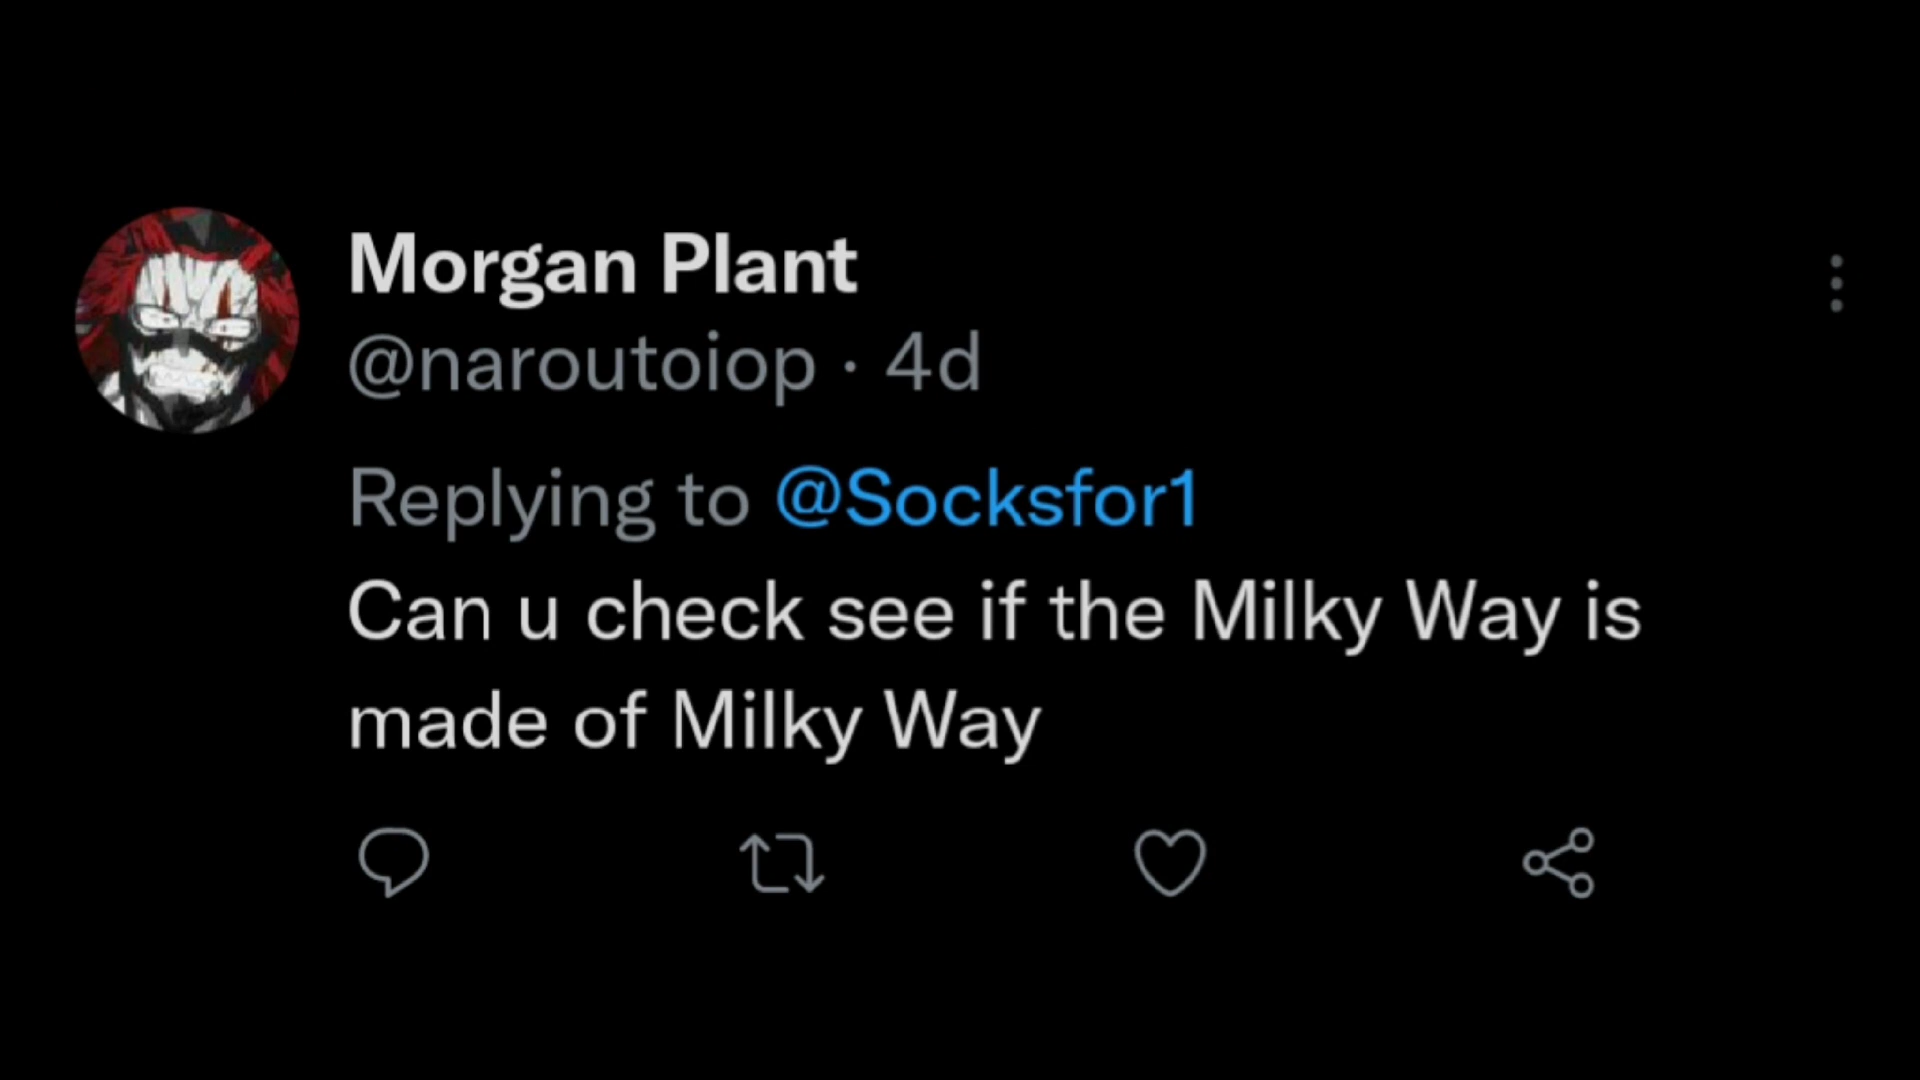 Morgan Plant
@naroutoiop · 4d
Replying to @Socksfor1
Can u check see if the Milky Way is
made of Milky Way